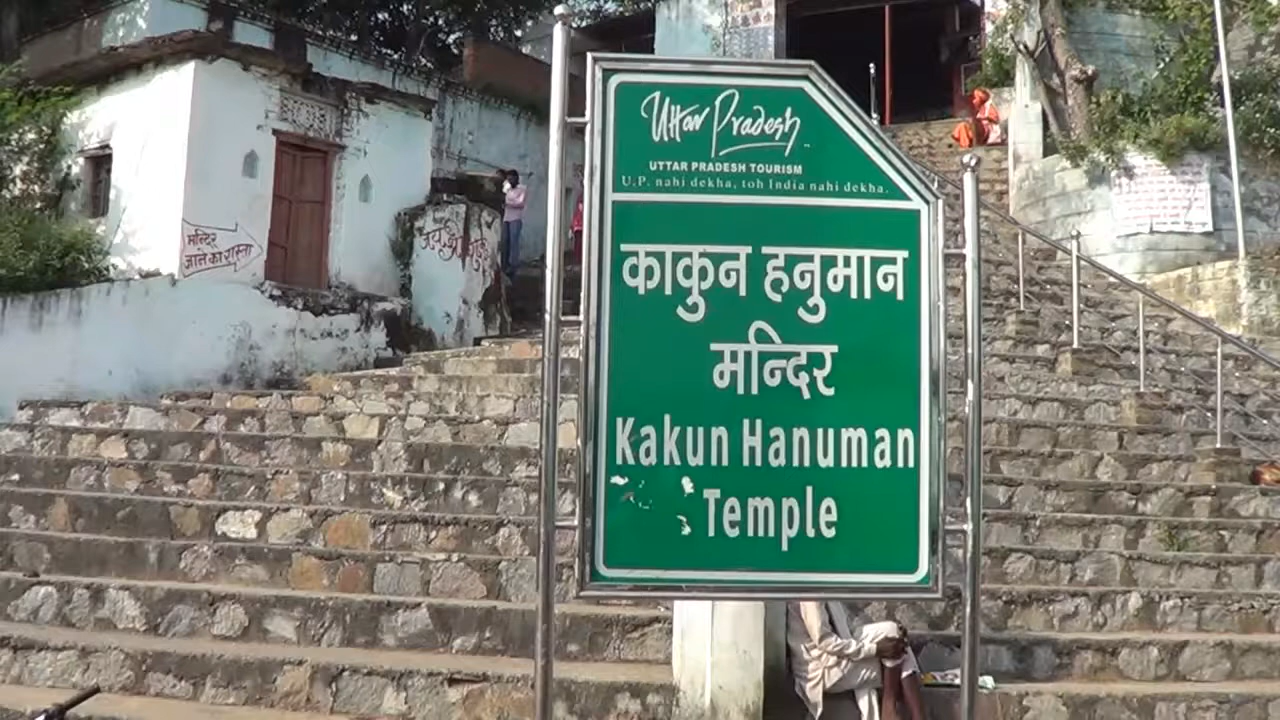 Uttar Pradesh
UTTAR PRADESH TOURISM
U.P. nahi dekha, toh India nahi dekha.
काकुन हनुमान
मन्दिर
Kakun Hanuman
Temple
मन्दिर
जाने का रास्ता